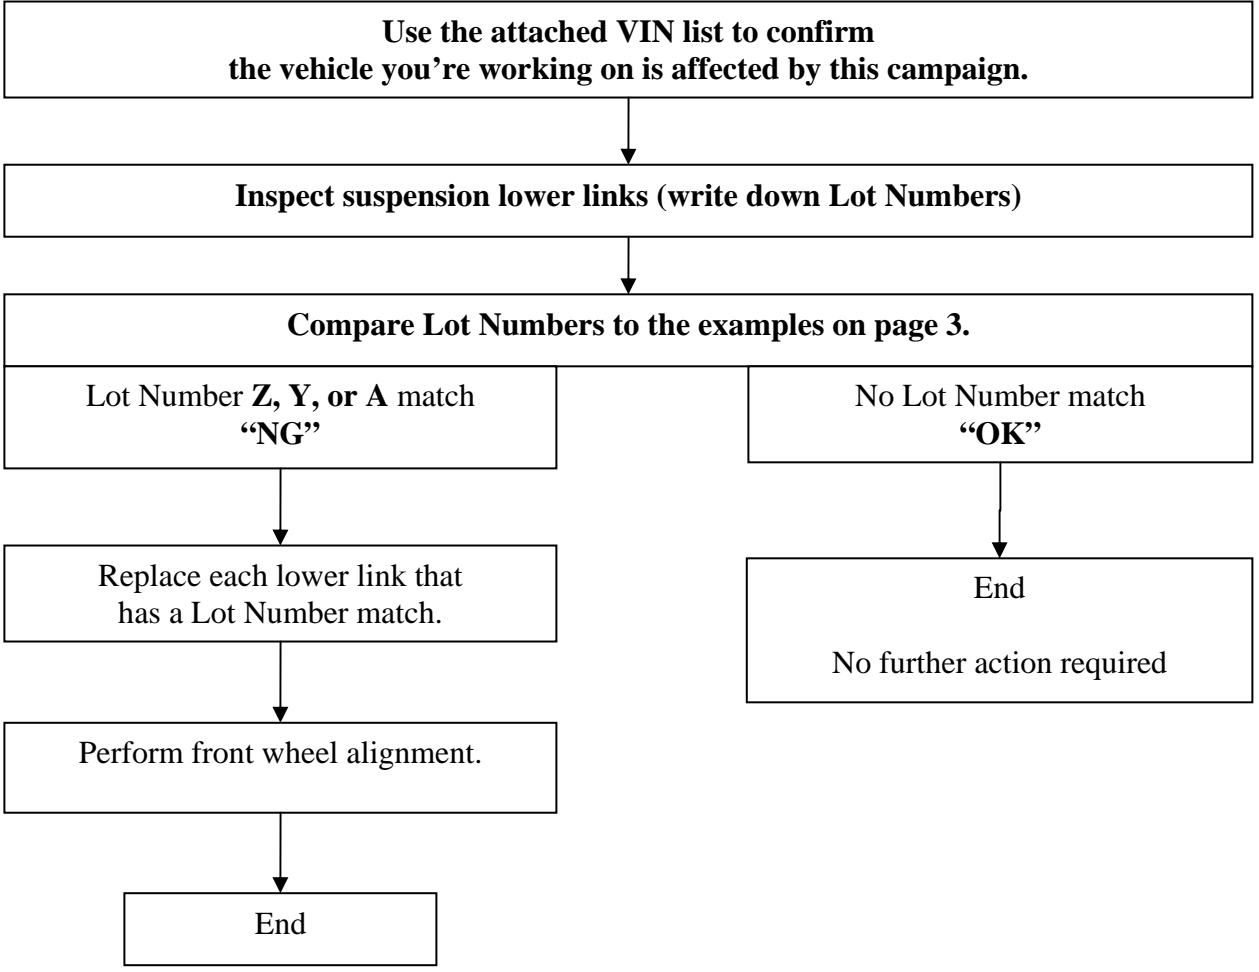 Use the attached VIN list to confirm
the vehicle you’re working on is affected by this campaign.
Inspect suspension lower links (write down Lot Numbers)
Compare Lot Numbers to the examples on page 3.
Lot Number Z, Y, or A match
“NG”
No Lot Number match
“OK”
Replace each lower link that
has a Lot Number match.
End
No further action required
Perform front wheel alignment.
End